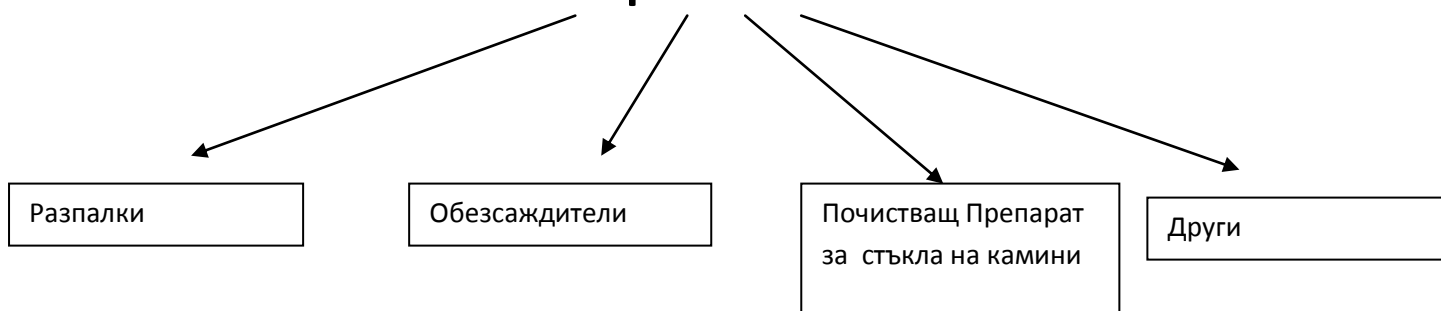 Разпалки
Обезсаждители
Почистващ Препарат
за стъкла на камини
Други